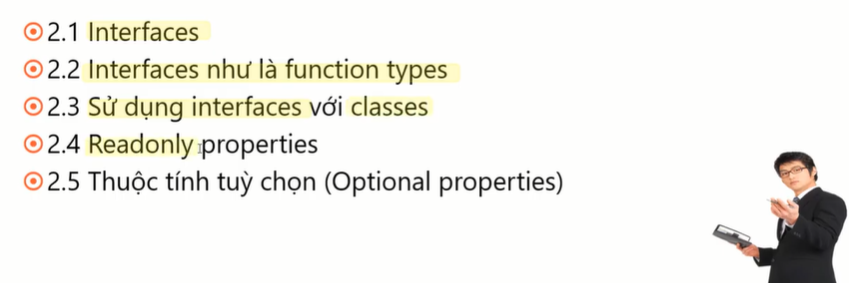 2.1 Interfaces
2.2 Interfaces như là function types
2.3 Sử dụng interfaces với classes
2.4 Readonly properties
2.5 Thuộc tính tuỳ chọn (Optional properties)